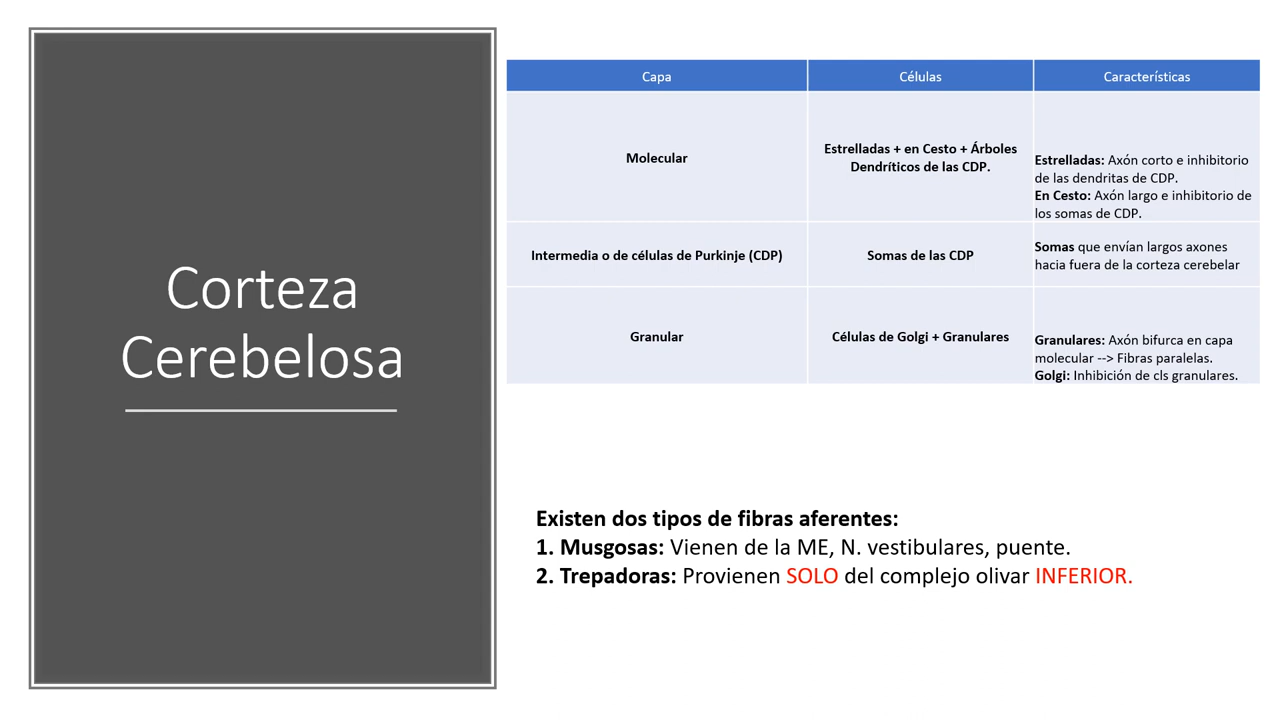 Corteza
Cerebelosa
Capa
Células
Características
Molecular
Estrelladas + en Cesto + Árboles
Dendríticos de las CDP.
Estrelladas: Axón corto e inhibitorio
de las dendritas de CDP.
En Cesto: Axón largo e inhibitorio de
los somas de CDP.
Intermedia o de células de Purkinje (CDP)
Somas de las CDP
Somas que envían largos axones
hacia fuera de la corteza cerebelar
Granular
Células de Golgi + Granulares
Granulares: Axón bifurca en capa
molecular --> Fibras paralelas.
Golgi: Inhibición de cls granulares.
Existen dos tipos de fibras aferentes:
1. Musgosas: Vienen de la ME, N. vestibulares, puente.
2. Trepadoras: Provienen SOLO del complejo olivar INFERIOR.